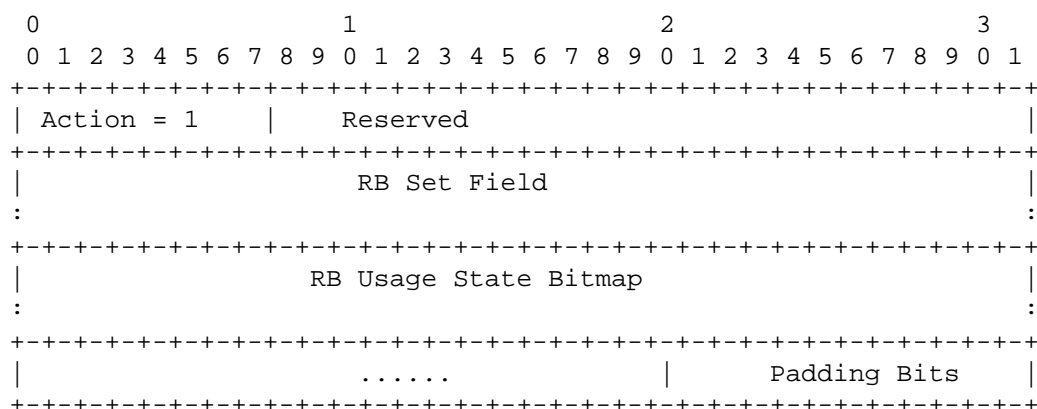 0                   1                   2                   3
 0 1 2 3 4 5 6 7 8 9 0 1 2 3 4 5 6 7 8 9 0 1 2 3 4 5 6 7 8 9 0 1
+-+-+-+-+-+-+-+-+-+-+-+-+-+-+-+-+-+-+-+-+-+-+-+-+-+-+-+-+-+-+-+-+
| Action = 1    |    Reserved                                   |
+-+-+-+-+-+-+-+-+-+-+-+-+-+-+-+-+-+-+-+-+-+-+-+-+-+-+-+-+-+-+-+-+
|                     RB Set Field                              |
:                                                               :
+-+-+-+-+-+-+-+-+-+-+-+-+-+-+-+-+-+-+-+-+-+-+-+-+-+-+-+-+-+-+-+-+
|                  RB Usage State Bitmap                        |
:                                                               :
+-+-+-+-+-+-+-+-+-+-+-+-+-+-+-+-+-+-+-+-+-+-+-+-+-+-+-+-+-+-+-+-+
|                     ......             |      Padding Bits    |
+-+-+-+-+-+-+-+-+-+-+-+-+-+-+-+-+-+-+-+-+-+-+-+-+-+-+-+-+-+-+-+-+